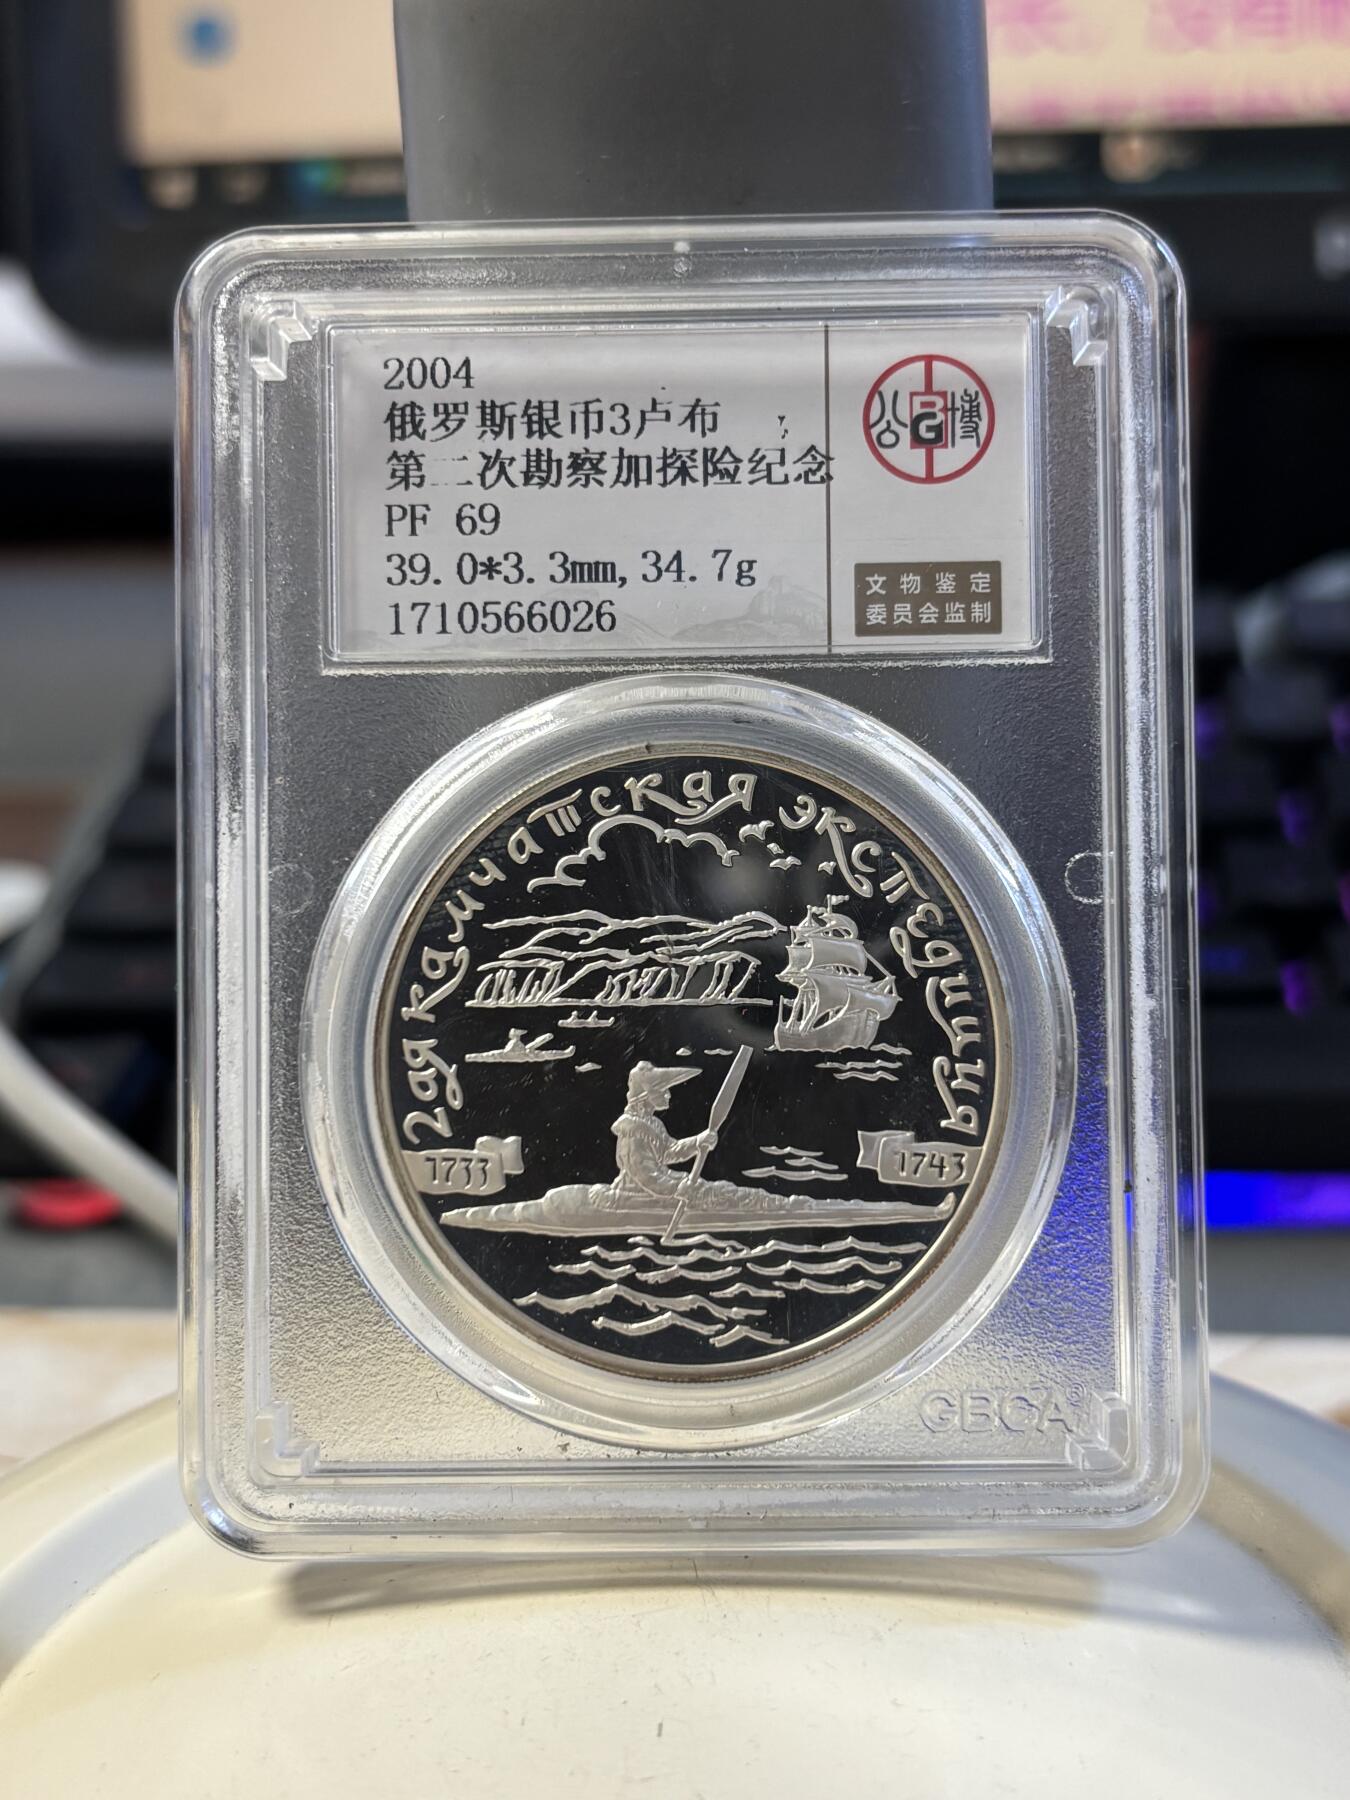 2004
俄罗斯银币3卢布
第二次勘察加探险纪念
PF 69
39.0*3.3mm,34.7g
1710566026
公博
BG
文物鉴定
委员会监制
2ая камчатская экспедиция
1733
1743
GBCA®